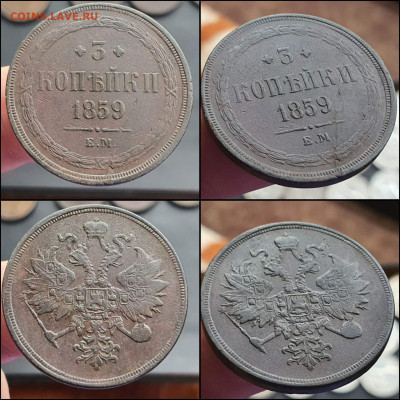 COINS.LAVE.RU
3
КОПѢЙКИ
1859
Е.М.
3
КОПѢЙКИ
1859
Е.М